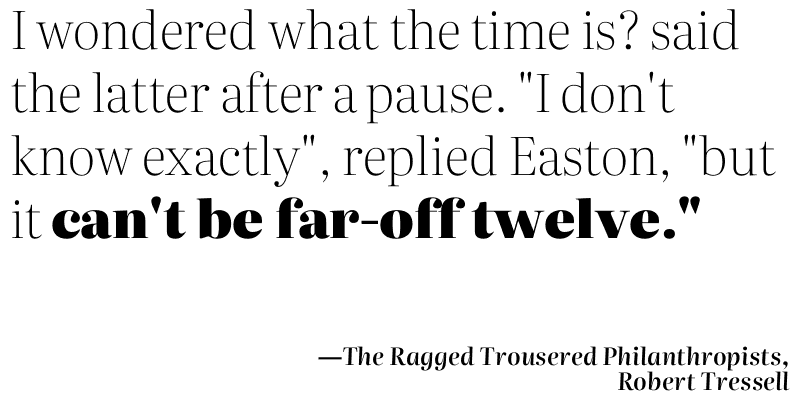 I wondered what the time is? said
the latter after a pause. "I don't
know exactly", replied Easton, "but
it can't be far-off twelve."
—The Ragged Trousered Philanthropists,
Robert Tressell